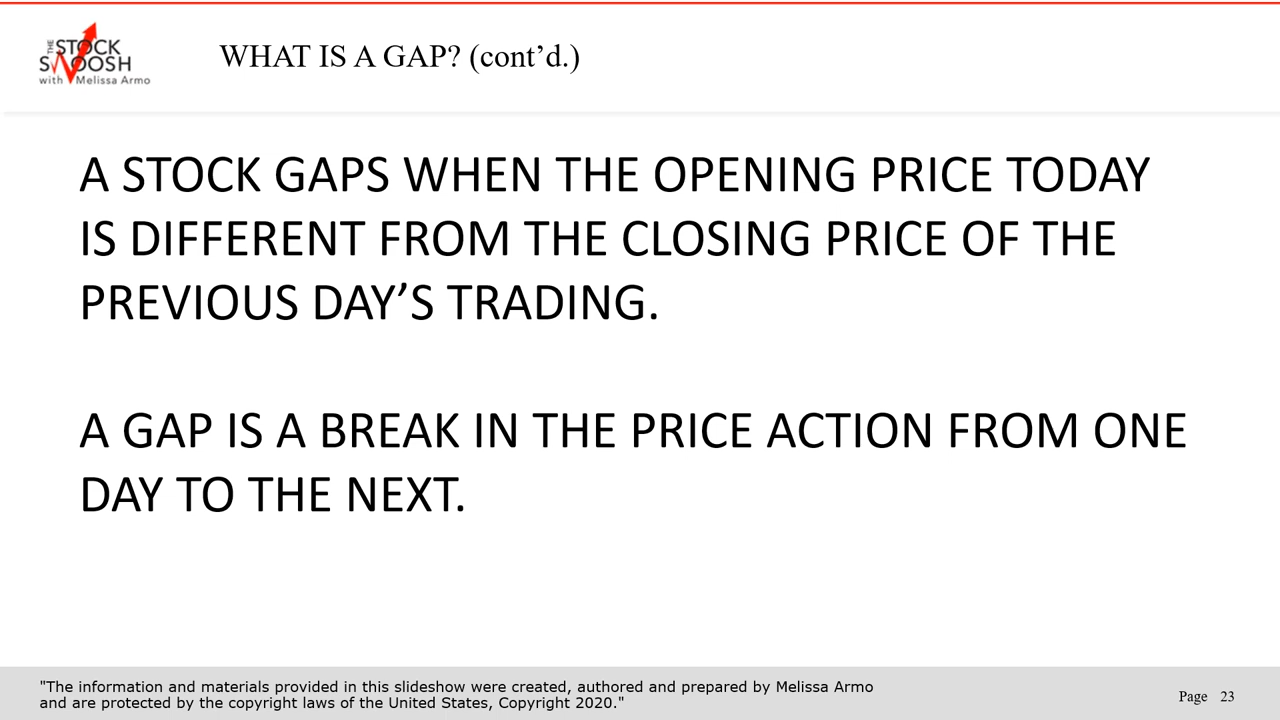 THE STOCK
SWOOSH
with Melissa Armo
WHAT IS A GAP? (cont’d.)
A STOCK GAPS WHEN THE OPENING PRICE TODAY
IS DIFFERENT FROM THE CLOSING PRICE OF THE
PREVIOUS DAY’S TRADING.
A GAP IS A BREAK IN THE PRICE ACTION FROM ONE
DAY TO THE NEXT.
"The information and materials provided in this slideshow were created, authored and prepared by Melissa Armo
and are protected by the copyright laws of the United States, Copyright 2020."
Page 23